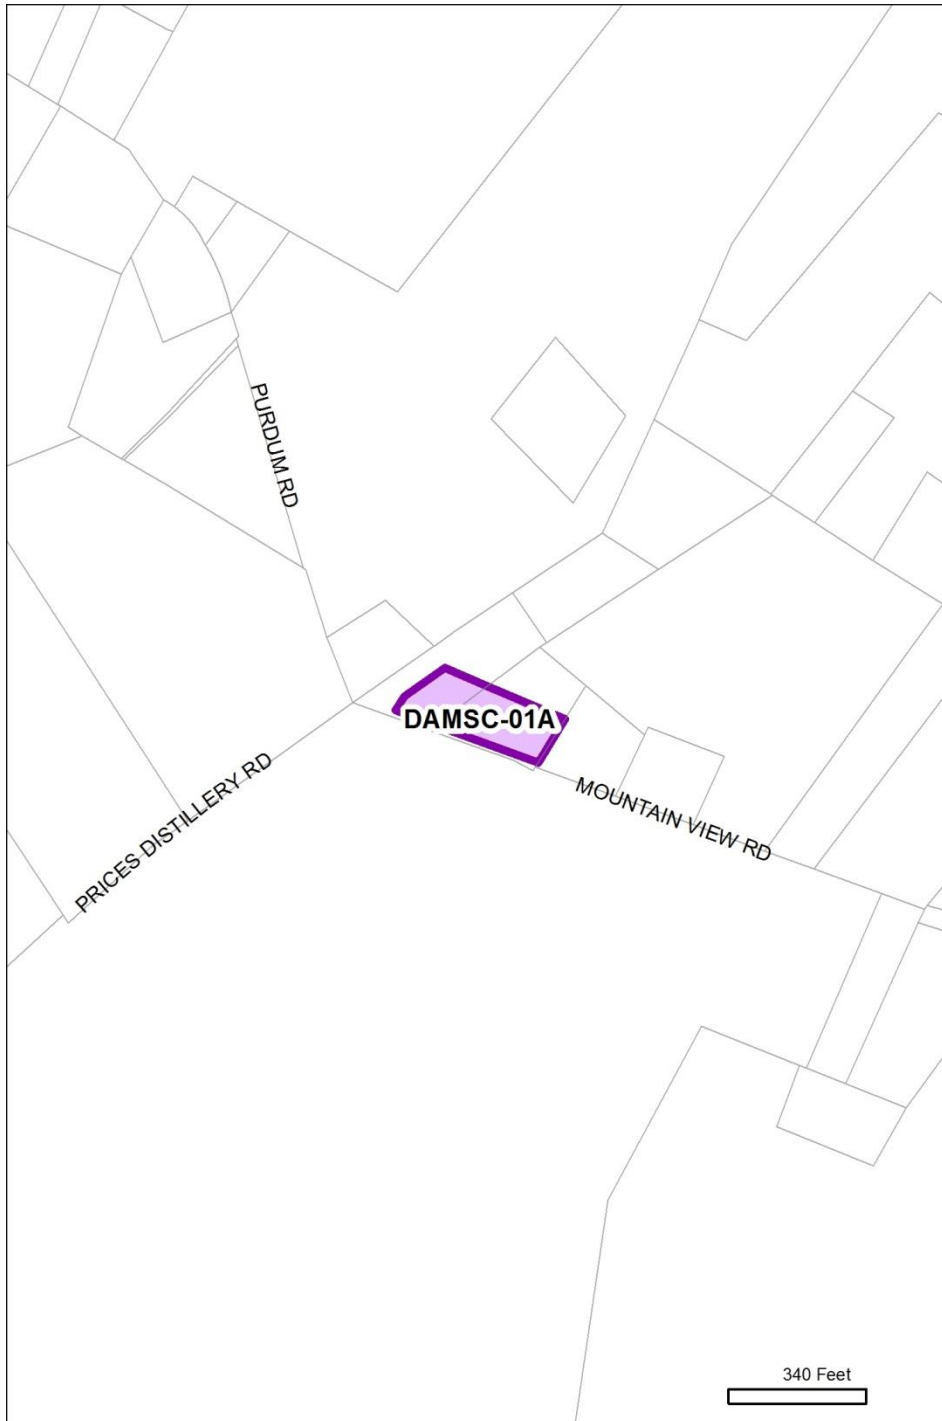 PURDUM RD
DAMSC-01A
PRICES DISTILLERY RD
MOUNTAIN VIEW RD
340 Feet